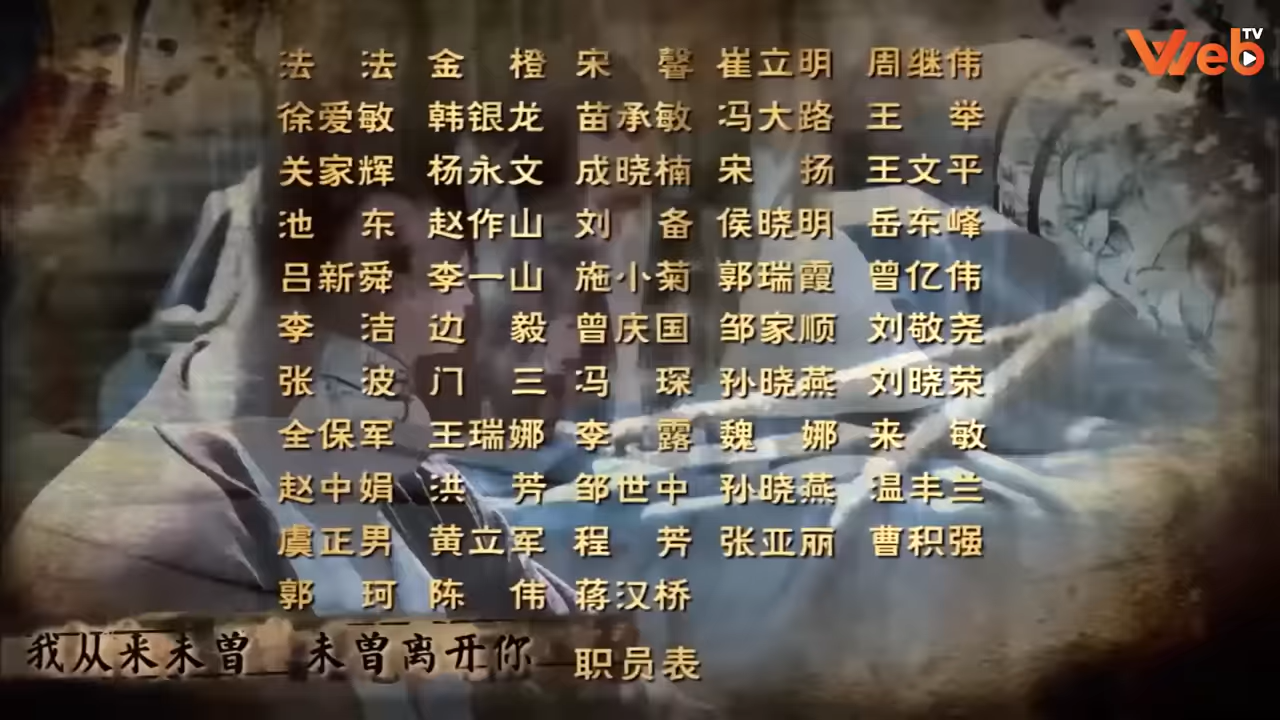 WebTV
法　法 金　橙 宋　馨 崔立明 周继伟
徐爱敏 韩银龙 苗承敏 冯大路 王　举
关家辉 杨永文 成晓楠 宋　扬 王文平
池　东 赵作山 刘　备 侯晓明 岳东峰
吕新舜 李一山 施小菊 郭瑞霞 曾亿伟
李　洁 边　毅 曾庆国 邹家顺 刘敬尧
张　波 门　三 冯　琛 孙晓燕 刘晓荣
全保军 王瑞娜 李　露 魏　娜 来　敏
赵中娟 洪　芳 邹世中 孙晓燕 温丰兰
虞正男 黄立军 程　芳 张亚丽 曹积强
郭　珂 陈　伟 蒋汉桥
我从来未曾　未曾离开你
职员表